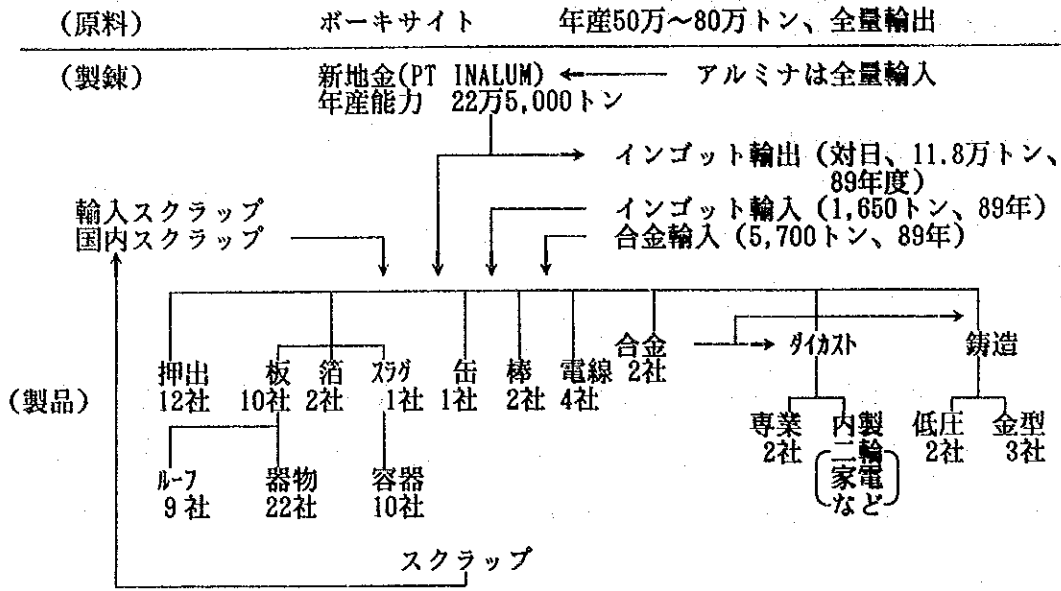 (原料) ボーキサイト 年産50万～80万トン、全量輸出
(製錬) 新地金(PT INALUM) アルミナは全量輸入
年産能力 22万5,000トン
インゴット輸出(対日、11.8万トン、
89年度)
輸入スクラップ
国内スクラップ
インゴット輸入(1,650トン、89年)
合金輸入(5,700トン、89年)
(製品)
押出
12社
板
10社
箔
2社
スラグ
1社
缶
1社
棒
2社
電線
4社
合金
2社
ダイカスト
鋳造
ルーフ
9社
器物
22社
容器
10社
専業
2社
内製
二輪
家電
など
低圧
2社
金型
3社
スクラップ